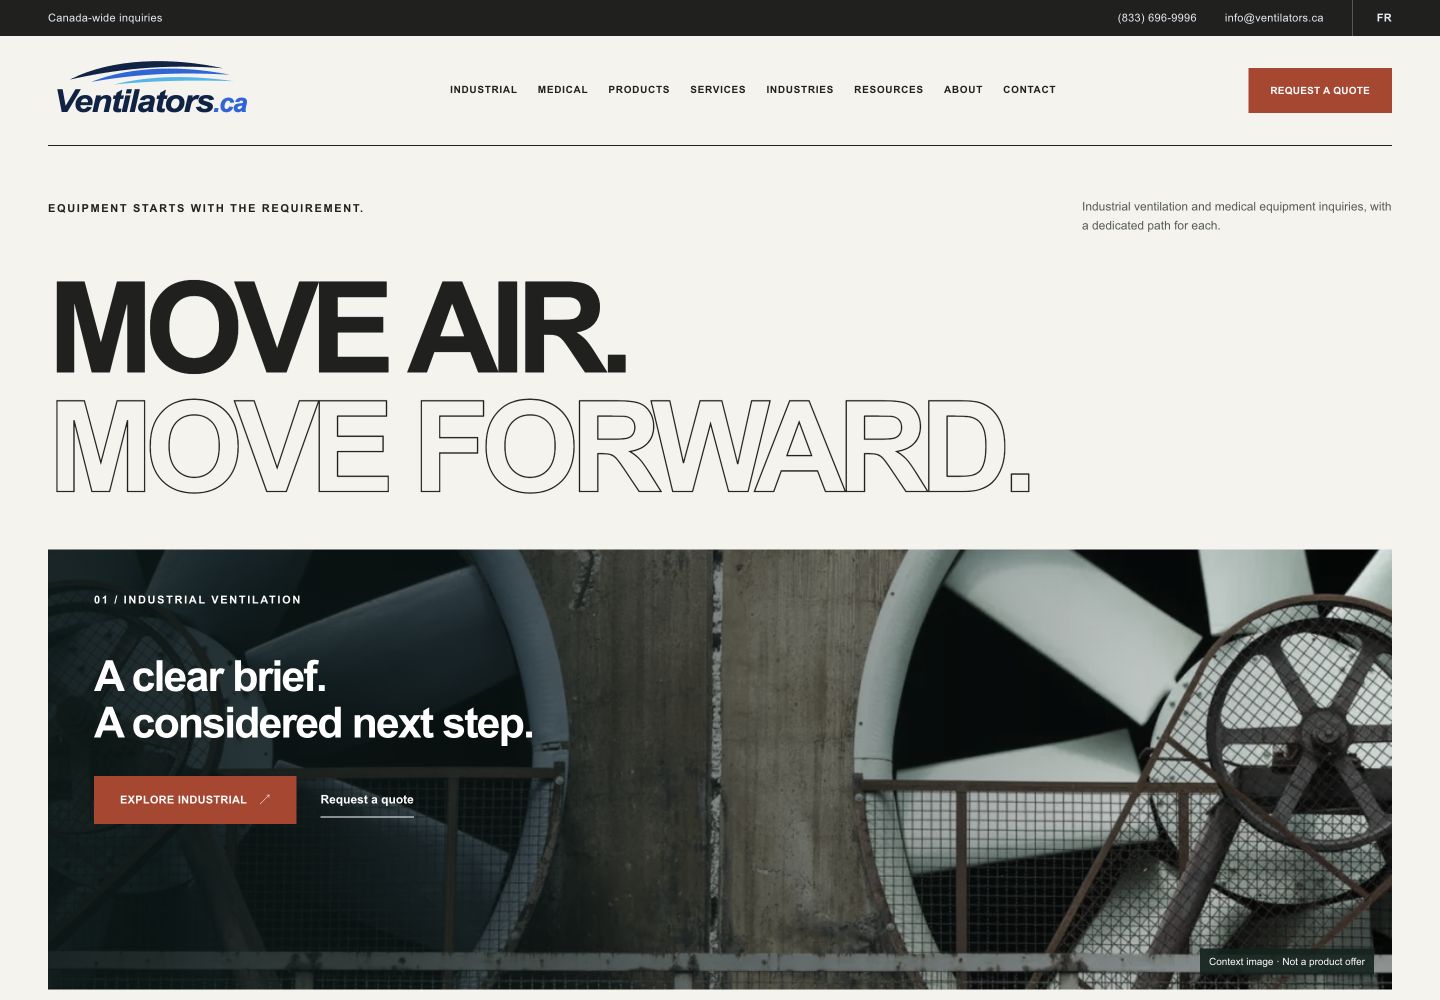 Canada-wide inquiries
(833) 696-9996
info@ventilators.ca
FR
Ventilators.ca
INDUSTRIAL
MEDICAL
PRODUCTS
SERVICES
INDUSTRIES
RESOURCES
ABOUT
CONTACT
REQUEST A QUOTE
EQUIPMENT STARTS WITH THE REQUIREMENT.
Industrial ventilation and medical equipment inquiries, with
a dedicated path for each.
MOVE AIR.
MOVE FORWARD.
01 / INDUSTRIAL VENTILATION
A clear brief.
A considered next step.
EXPLORE INDUSTRIAL
Request a quote
Context image · Not a product offer